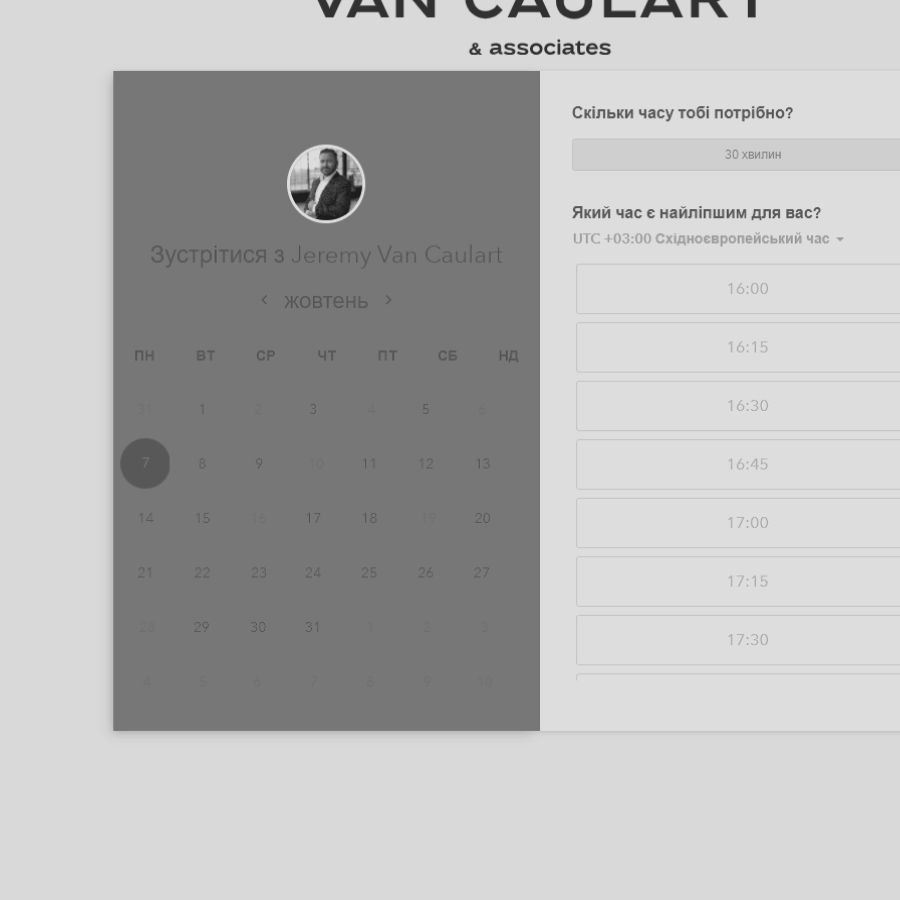 VAN CAULART
& associates
Зустрітися з Jeremy Van Caulart
жовтень
ПН ВТ СР ЧТ ПТ СБ НД
31 1 2 3 4 5 6
7 8 9 10 11 12 13
14 15 16 17 18 19 20
21 22 23 24 25 26 27
28 29 30 31 1 2 3
4 5 6 7 8 9 10
Скільки часу тобі потрібно?
30 хвилин
Який час є найліпшим для вас?
UTC +03:00 Східноєвропейський час
16:00
16:15
16:30
16:45
17:00
17:15
17:30